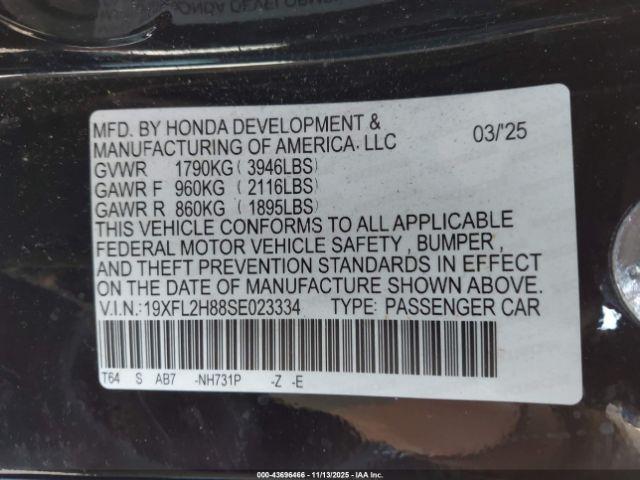 MFD. BY HONDA DEVELOPMENT &
MANUFACTURING OF AMERICA, LLC 03/'25
GVWR 1790KG ( 3946LBS)
GAWR F 960KG ( 2116LBS)
GAWR R 860KG ( 1895LBS)
THIS VEHICLE CONFORMS TO ALL APPLICABLE
FEDERAL MOTOR VEHICLE SAFETY , BUMPER ,
AND THEFT PREVENTION STANDARDS IN EFFECT
ON THE DATE OF MANUFACTURE SHOWN ABOVE.
V.I.N.:19XFL2H88SE023334 TYPE: PASSENGER CAR
T64 S AB7 -NH731P -Z -E
000-43696466 - 11/13/2025 - IAAI.CA